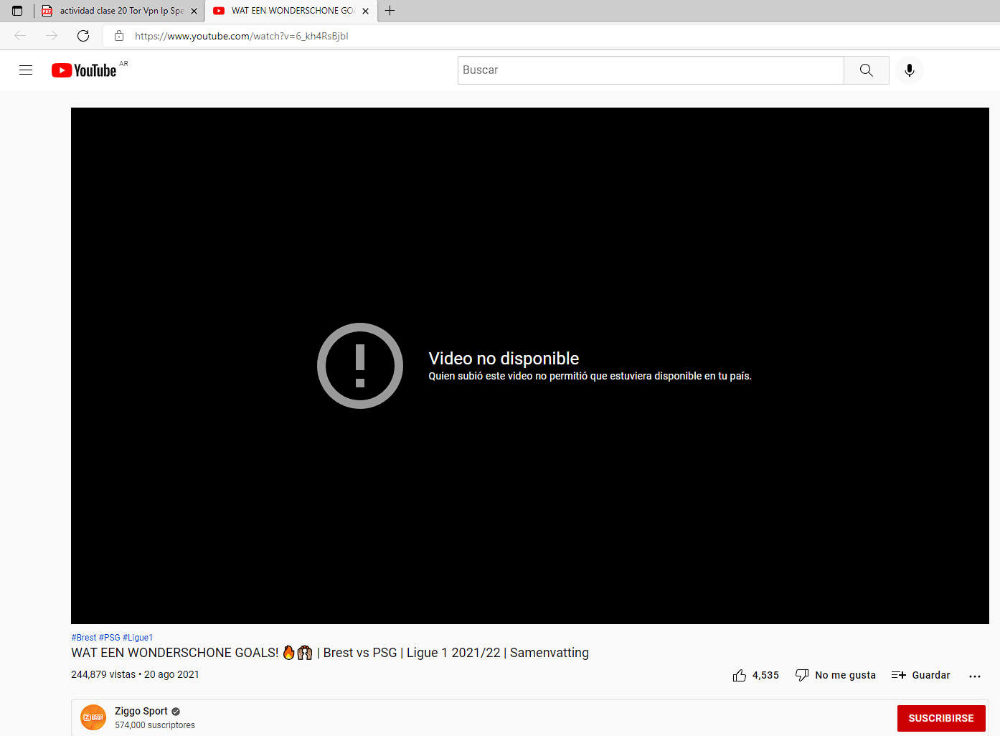 actividad clase 20 Tor Vpn Ip Spe
WAT EEN WONDERSCHONE GO
https://www.youtube.com/watch?v=6_kh4RsBjbI
YouTube AR
Buscar
Video no disponible
Quien subió este video no permitió que estuviera disponible en tu país.
#Brest #PSG #Ligue1
WAT EEN WONDERSCHONE GOALS! 🔥🙌 | Brest vs PSG | Ligue 1 2021/22 | Samenvatting
244,879 vistas • 20 ago 2021
4,535 No me gusta Guardar
Ziggo Sport
574,000 suscriptores
SUSCRIBIRSE